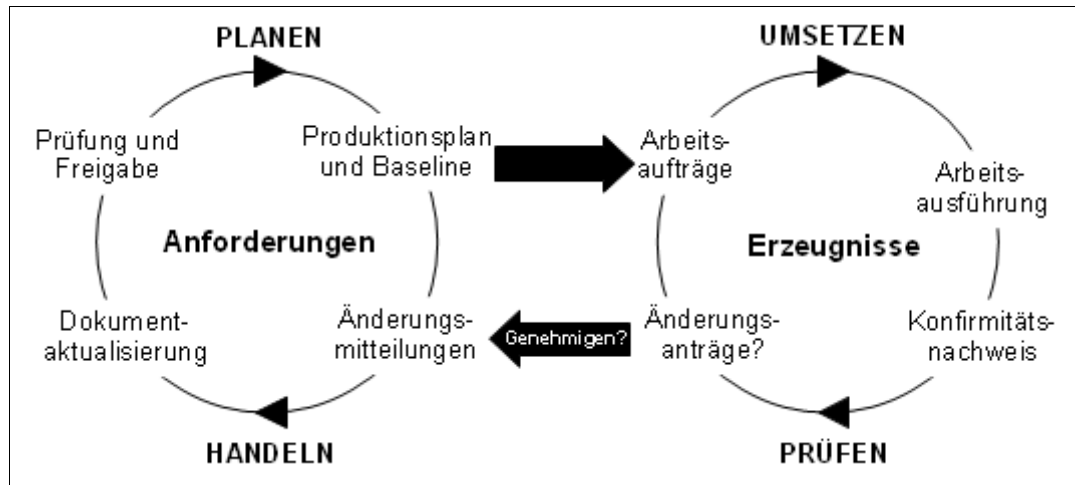 PLANEN
Prüfung und
Freigabe
Produktionsplan
und Baseline
Anforderungen
Dokument-
aktualisierung
Änderungs-
mitteilungen
HANDELN
Genehmigen?
UMSETZEN
Arbeits-
aufträge
Arbeits-
ausführung
Erzeugnisse
Änderungs-
anträge?
Konfirmitäts-
nachweis
PRÜFEN